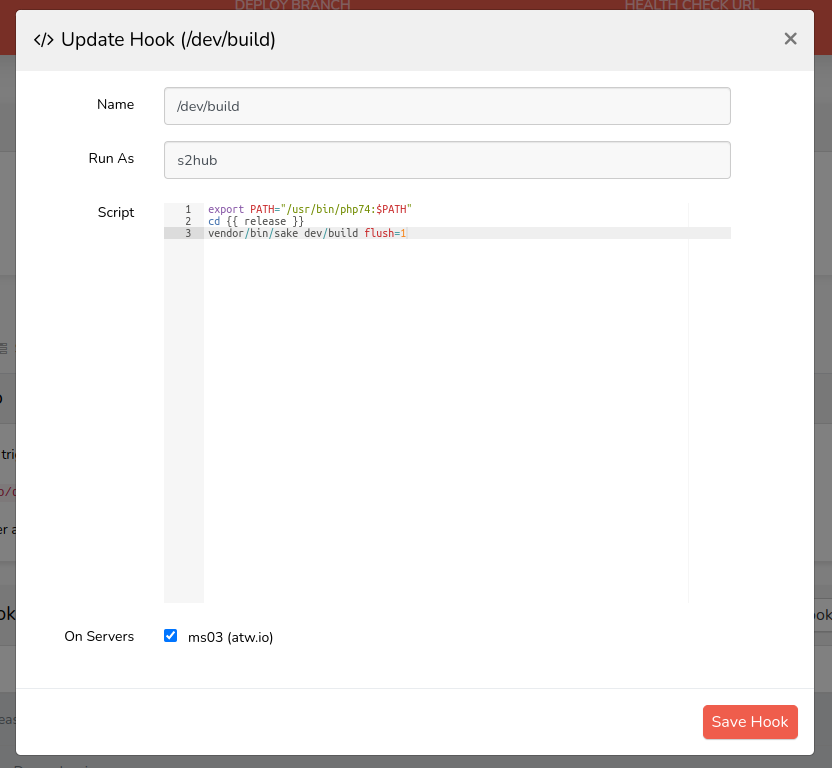 DEPLOY BRANCH HEALTH CHECK URL
</> Update Hook (/dev/build) ×
Name /dev/build
Run As s2hub
Script
1 export PATH="/usr/bin/php74:$PATH"
2 cd {{ release }}
3 vendor/bin/sake dev/build flush=1
On Servers ms03 (atw.io)
Save Hook